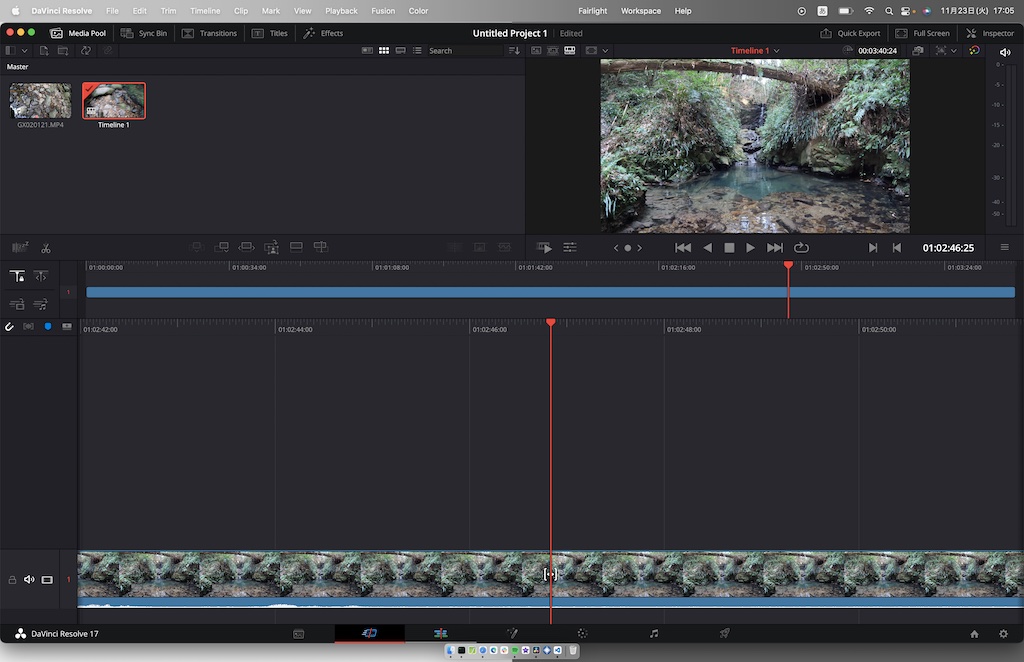 DaVinci Resolve File Edit Trim Timeline Clip Mark View Playback Fusion Color Fairlight Workspace Help あ 11月23日(火) 17:05
Media Pool Sync Bin Transitions Titles Effects Untitled Project 1 Edited Quick Export Full Screen Inspector
Search Timeline 1 00:03:40:24
Master
GX020121.MP4 Timeline 1
0
-5
-10
-15
-20
-30
-40
-50
01:02:46:25
01:00:00:00 01:00:34:00 01:01:08:00 01:01:42:00 01:02:16:00 01:02:50:00 01:03:24:00
1
01:02:42:00 01:02:44:00 01:02:46:00 01:02:48:00 01:02:50:00
1
DaVinci Resolve 17